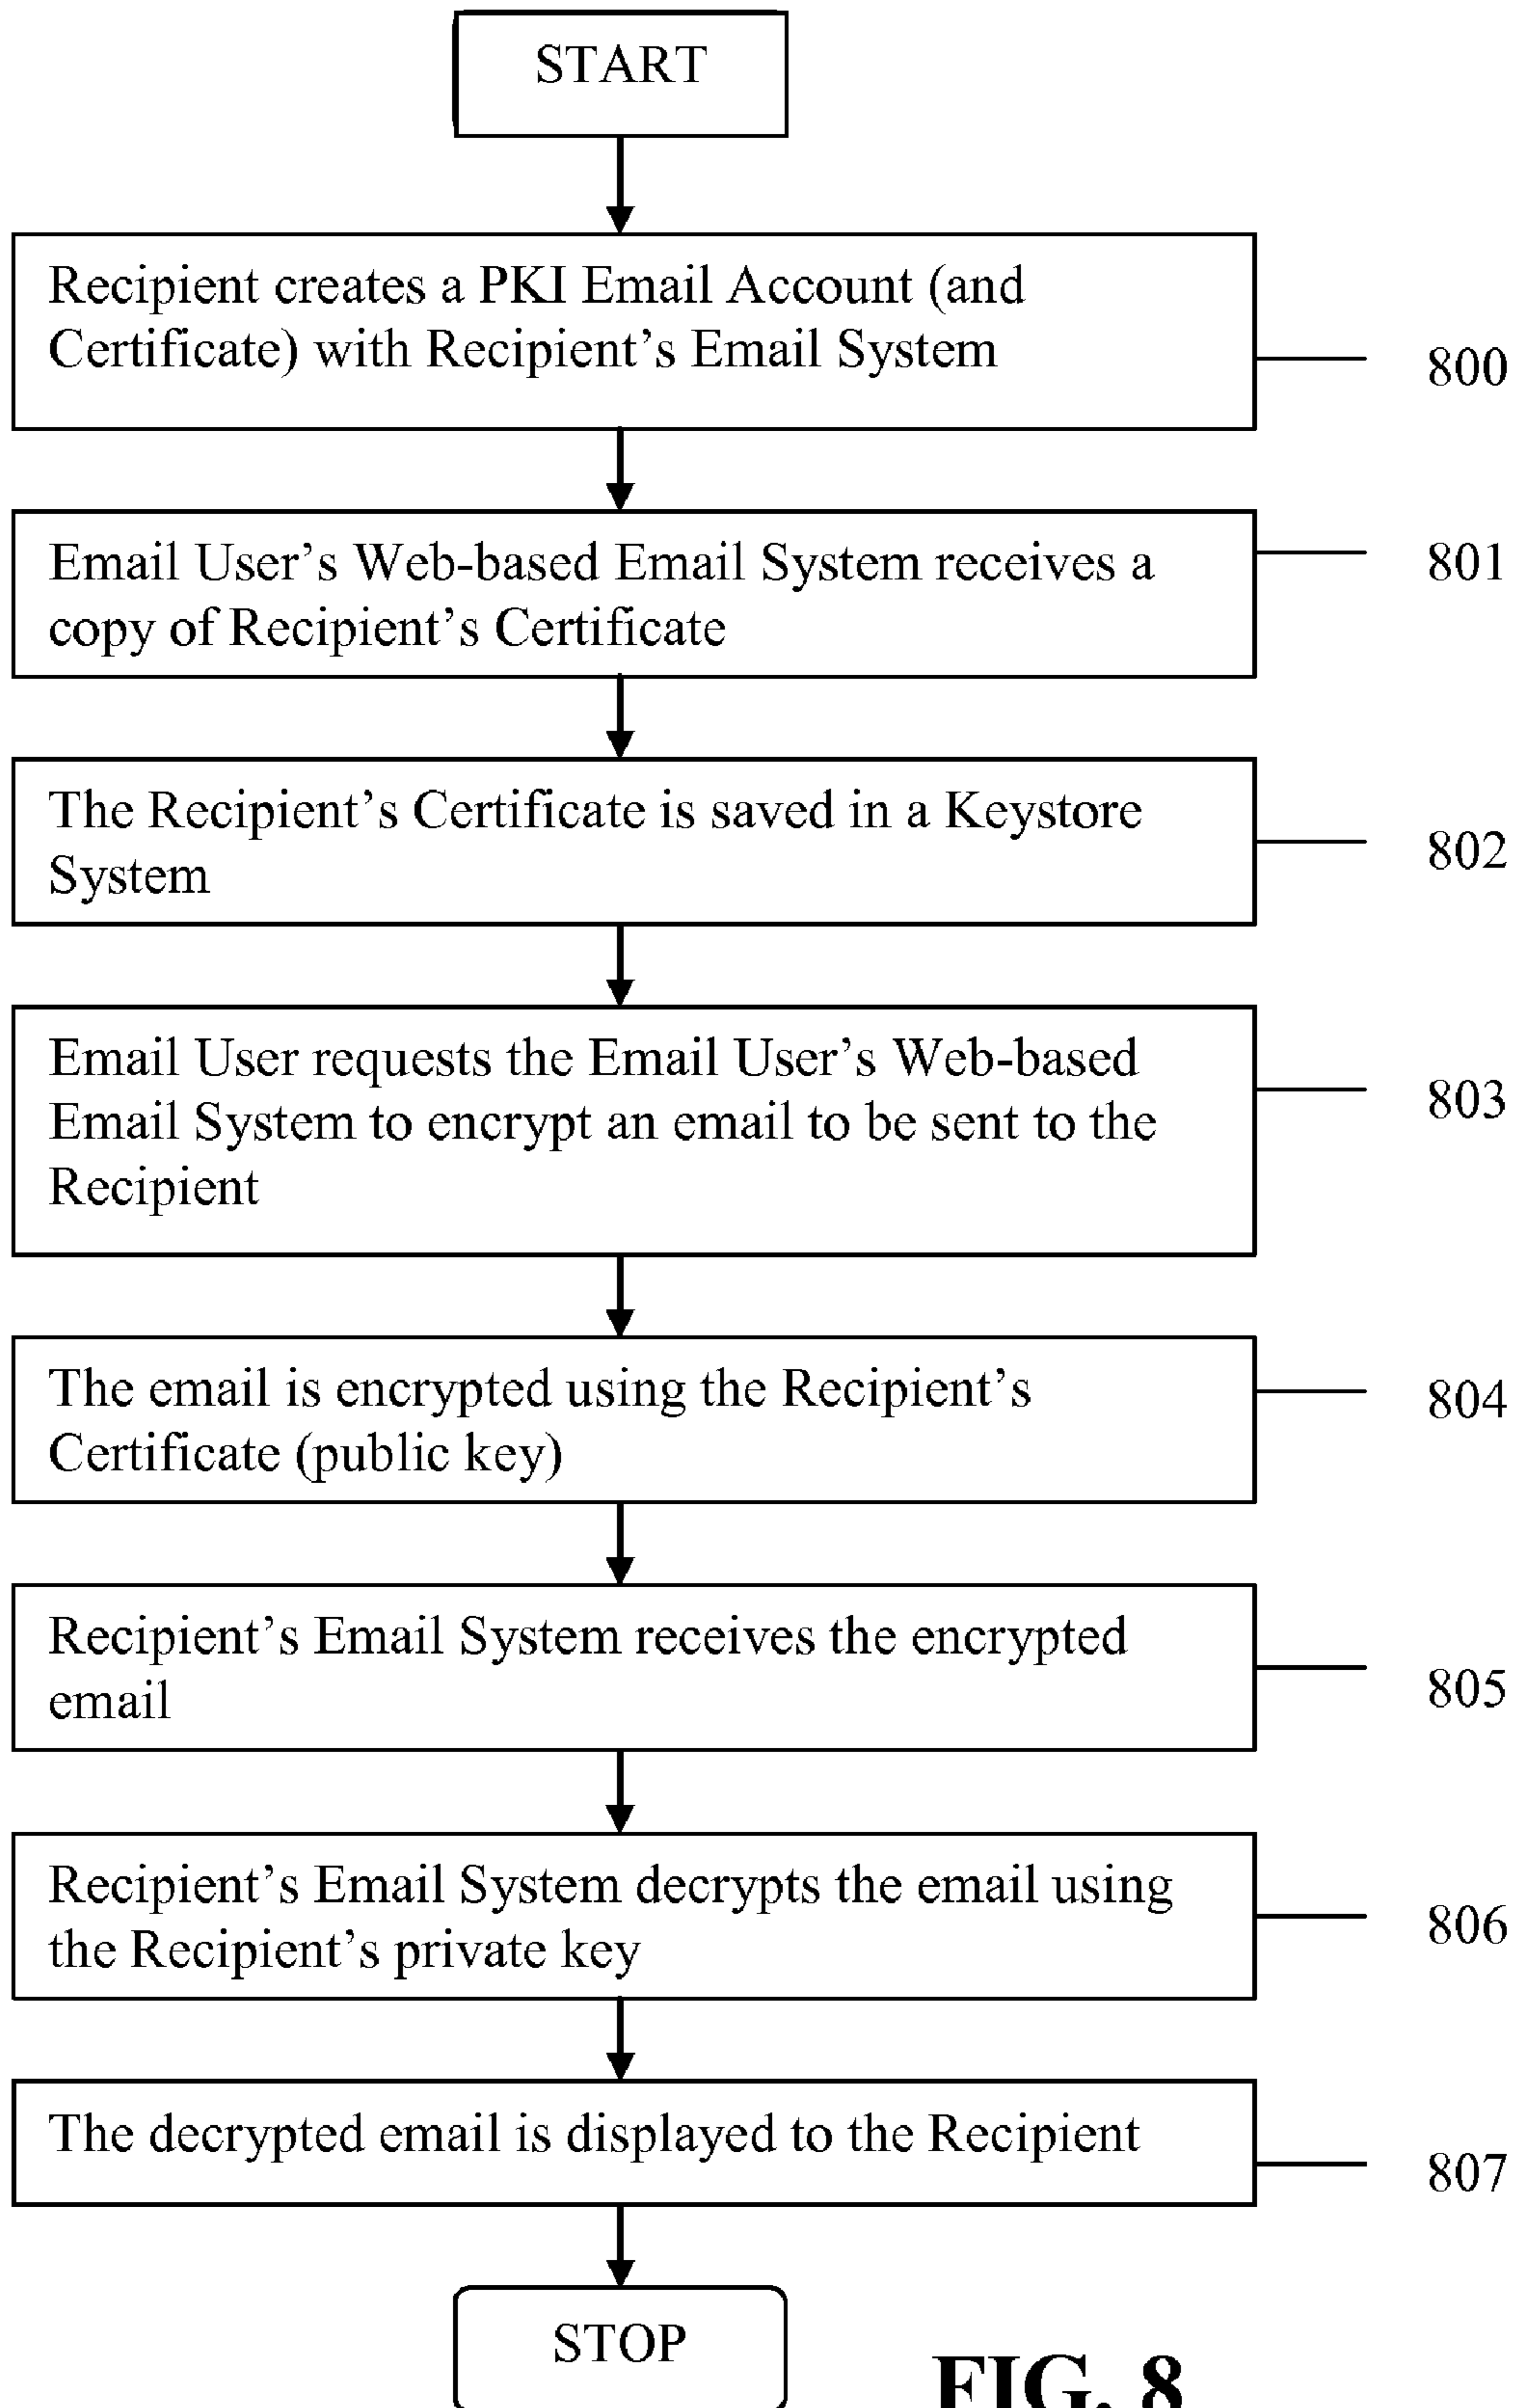 START
Recipient creates a PKI Email Account (and
Certificate) with Recipient’s Email System
800
Email User’s Web-based Email System receives a
copy of Recipient’s Certificate
801
The Recipient’s Certificate is saved in a Keystore
System
802
Email User requests the Email User’s Web-based
Email System to encrypt an email to be sent to the
Recipient
803
The email is encrypted using the Recipient’s
Certificate (public key)
804
Recipient’s Email System receives the encrypted
email
805
Recipient’s Email System decrypts the email using
the Recipient’s private key
806
The decrypted email is displayed to the Recipient
807
STOP
FIG. 8